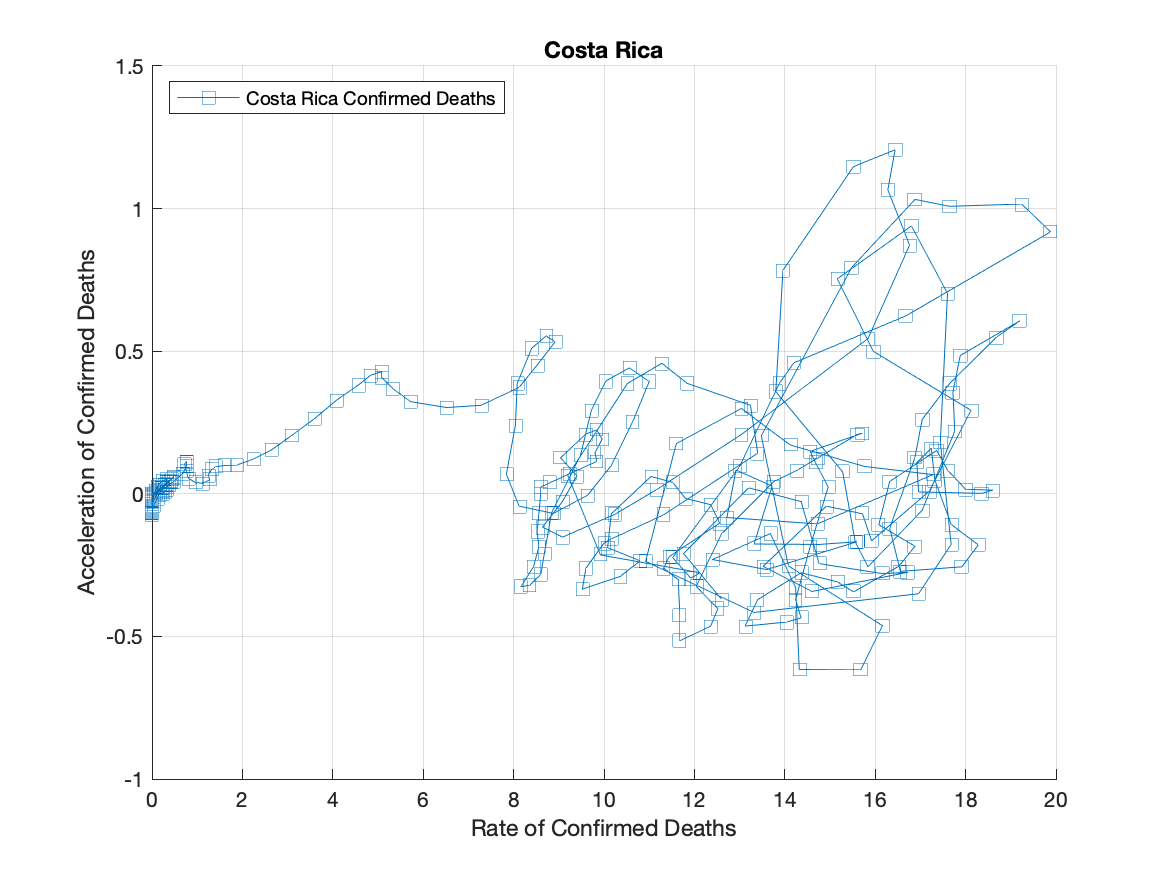 Costa Rica
1.5
Costa Rica Confirmed Deaths
1
0.5
0
-0.5
-1
Acceleration of Confirmed Deaths
0 2 4 6 8 10 12 14 16 18 20
Rate of Confirmed Deaths